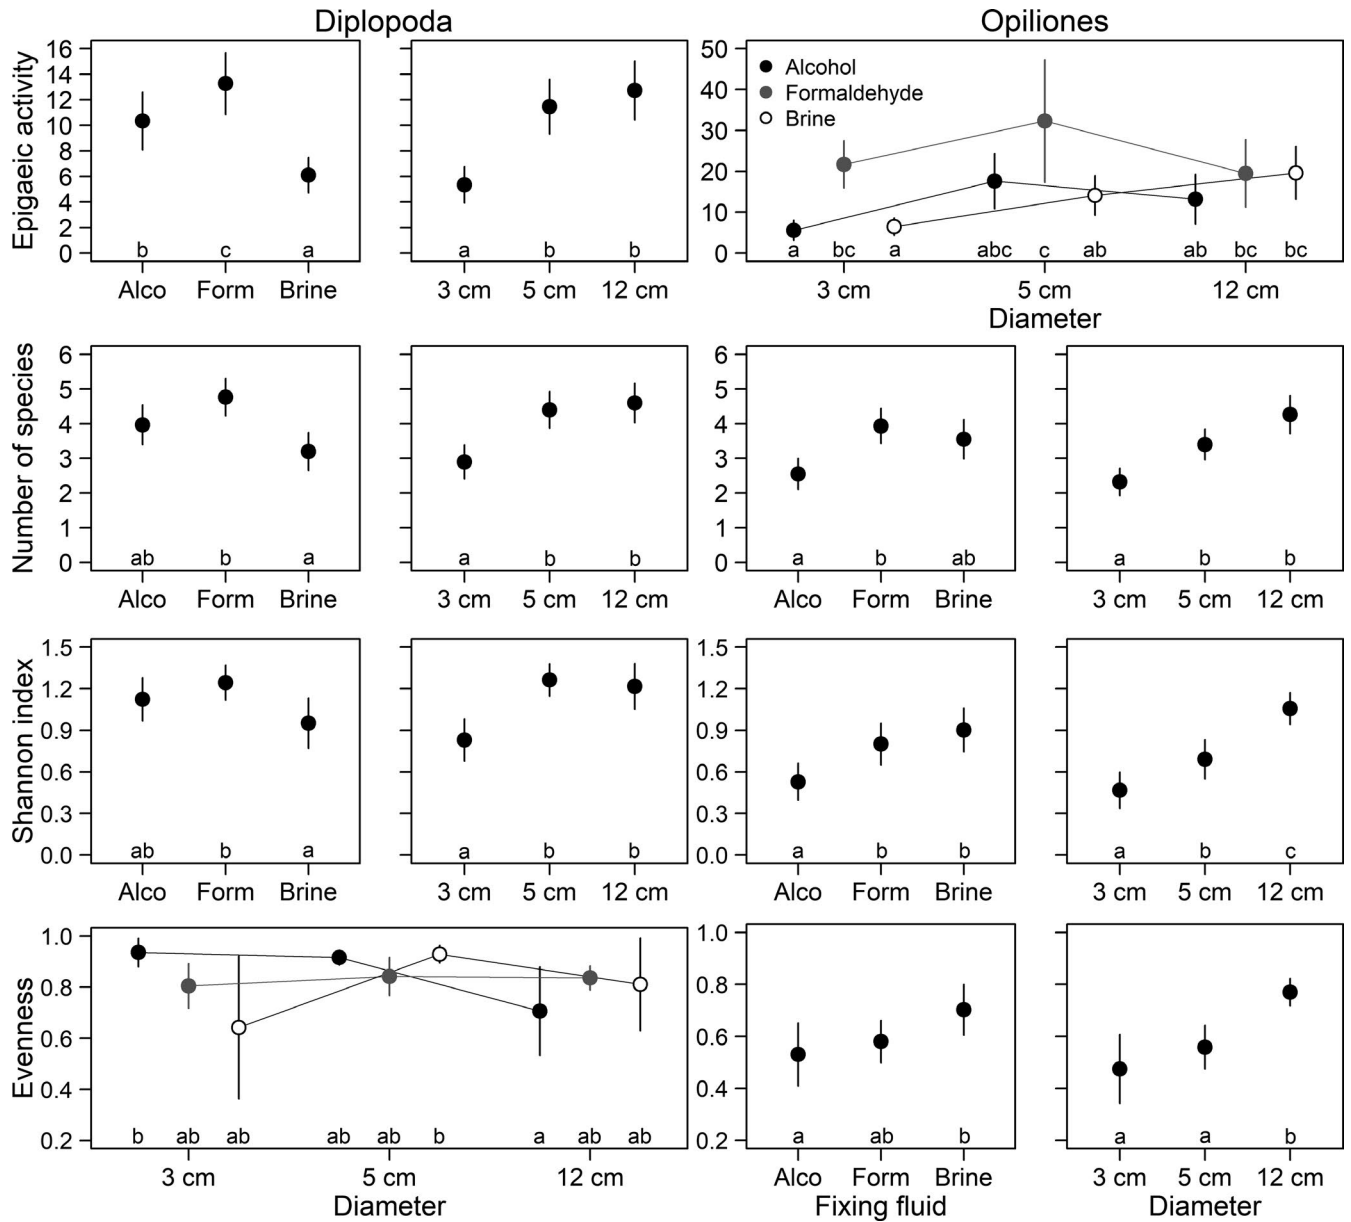 Diplopoda
Opiliones
Epigaeic activity
16
14
12
10
8
6
4
2
0
b c a
Alco Form Brine
a b b
3 cm 5 cm 12 cm
50
40
30
20
10
0
Alcohol
Formaldehyde
Brine
a bc a abc c ab ab bc bc
3 cm 5 cm 12 cm
Diameter
Number of species
6
5
4
3
2
1
0
ab b a
Alco Form Brine
a b b
3 cm 5 cm 12 cm
6
5
4
3
2
1
0
a b ab
Alco Form Brine
a b b
3 cm 5 cm 12 cm
Shannon index
1.5
1.2
0.9
0.6
0.3
0.0
ab b a
Alco Form Brine
a b b
3 cm 5 cm 12 cm
1.5
1.2
0.9
0.6
0.3
0.0
a b b
Alco Form Brine
a b c
3 cm 5 cm 12 cm
Evenness
1.0
0.8
0.6
0.4
0.2
b ab ab ab ab b a ab ab
3 cm 5 cm 12 cm
Diameter
1.0
0.8
0.6
0.4
0.2
a ab b
Alco Form Brine
Fixing fluid
a a b
3 cm 5 cm 12 cm
Diameter